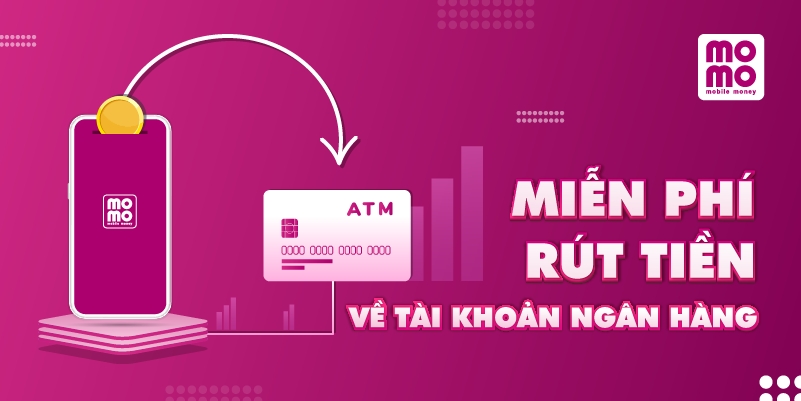 MO
MO
mobile money
MO
MO
mobile money
ATM
0000 0000 0000 0000
MIỄN PHÍ
RÚT TIỀN
VỀ TÀI KHOẢN NGÂN HÀNG